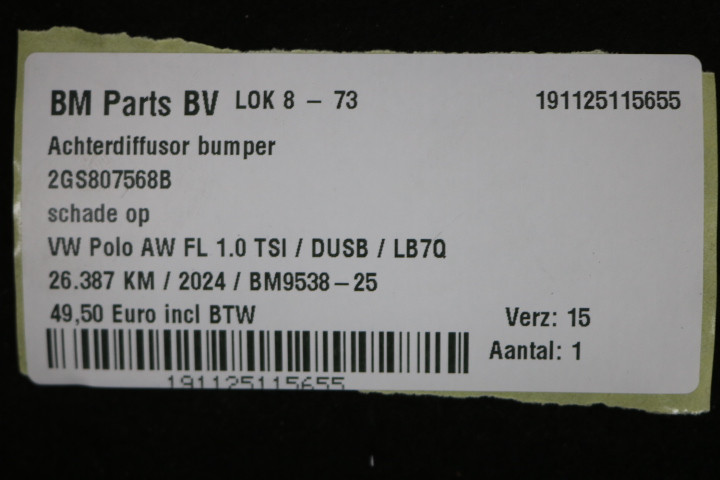 BM Parts BV LOK 8 - 73 191125115655
Achterdiffusor bumper
2GS807568B
schade op
VW Polo AW FL 1.0 TSI / DUSB / LB7Q
26.387 KM / 2024 / BM9538-25
49,50 Euro incl BTW Verz: 15
Aantal: 1
191125115655